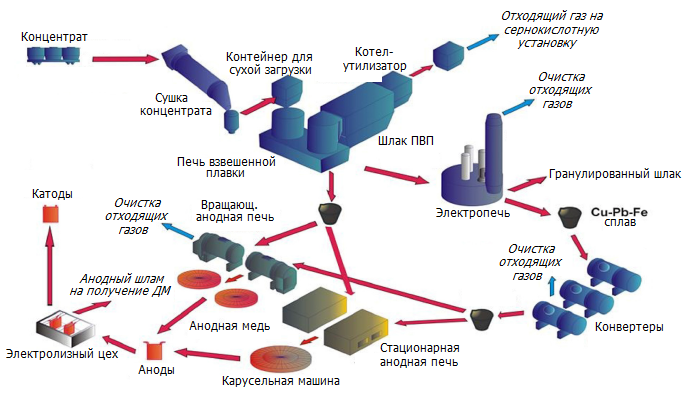 Концентрат
Контейнер для
сухой загрузки
Котел-
утилизатор
Отходящий газ на
сернокислотную
установку
Сушка
концентрата
Очистка
отходящих
газов
Шлак ПВП
Печь взвешенной
плавки
Гранулированный шлак
Электропечь
Cu-Pb-Fe
сплав
Катоды
Очистка
отходящих
газов
Вращающ.
анодная печь
Очистка
отходящих
газов
Анодный шлам
на получение ДМ
Анодная медь
Конвертеры
Электролизный цех
Аноды
Стационарная
анодная печь
Карусельная машина